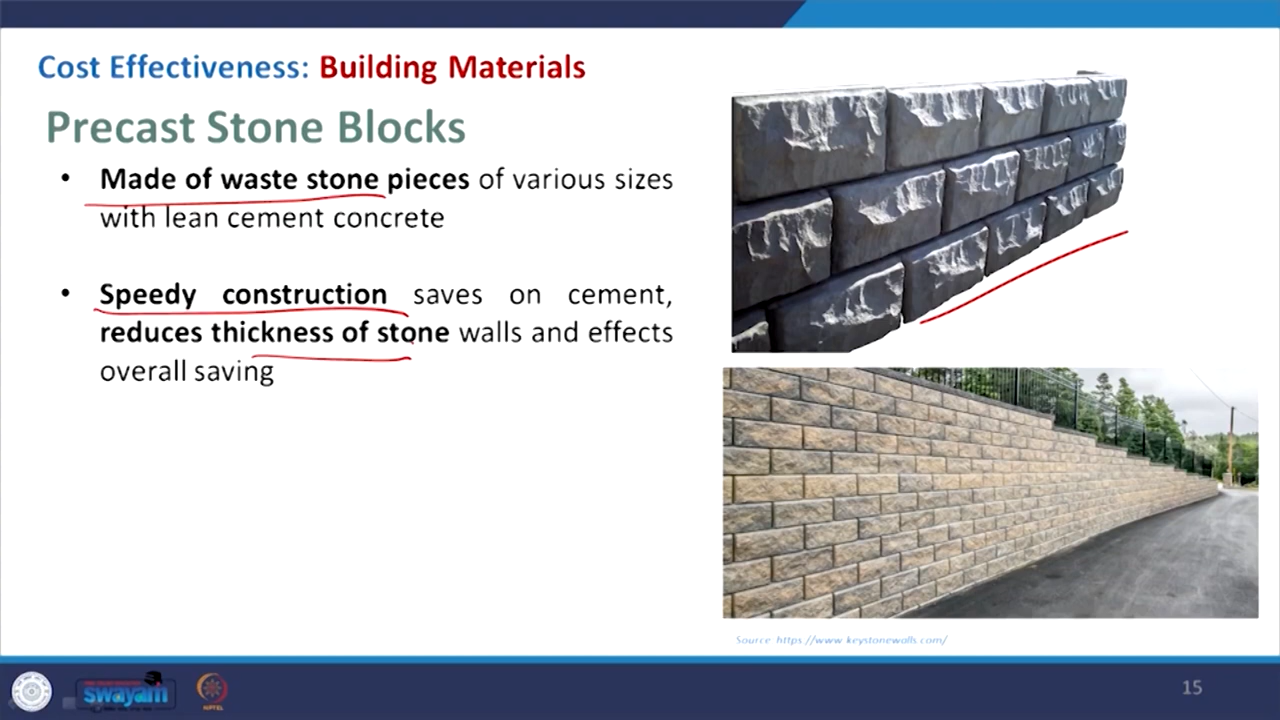 Cost Effectiveness: Building Materials
Precast Stone Blocks
• Made of waste stone pieces of various sizes
with lean cement concrete
• Speedy construction saves on cement,
reduces thickness of stone walls and effects
overall saving
Source: https://www.keystonewalls.com/
swayam
NPTEL
15